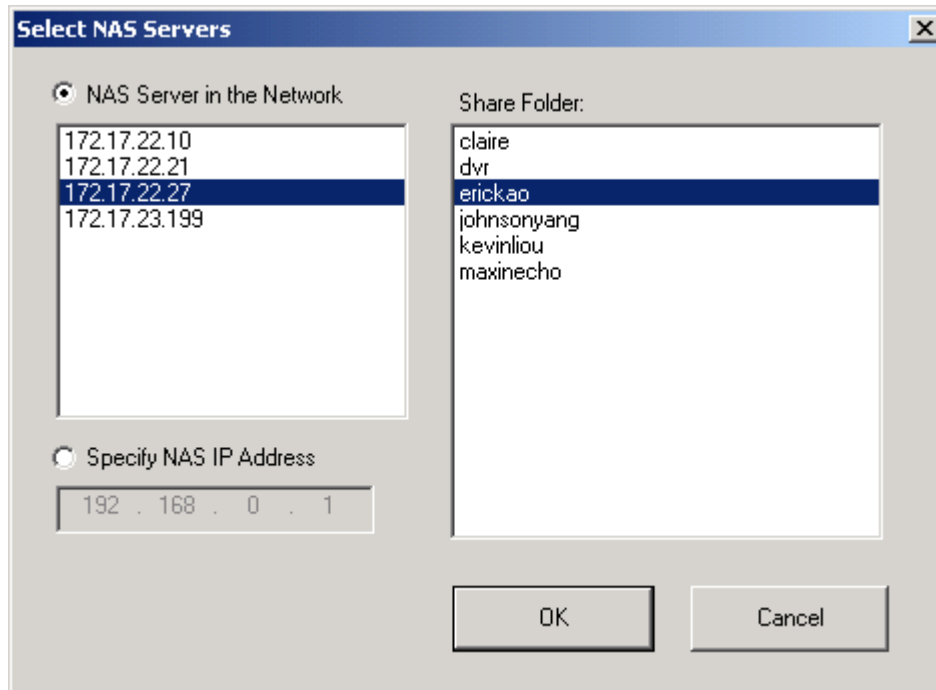 Select NAS Servers
NAS Server in the Network
172.17.22.10
172.17.22.21
172.17.22.27
172.17.23.199
Specify NAS IP Address
192 . 168 . 0 . 1
Share Folder:
claire
dvr
erickao
johnsonyang
kevinliou
maxinecho
OK
Cancel